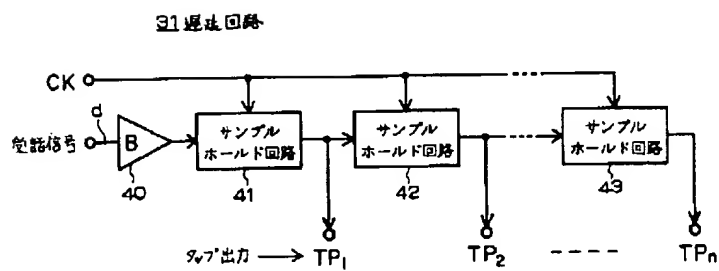 31 遅延回路
CK
d
受話信号
B
サンプル
ホールド回路
サンプル
ホールド回路
サンプル
ホールド回路
40
41
42
43
タップ出力
TP1
TP2
TPn